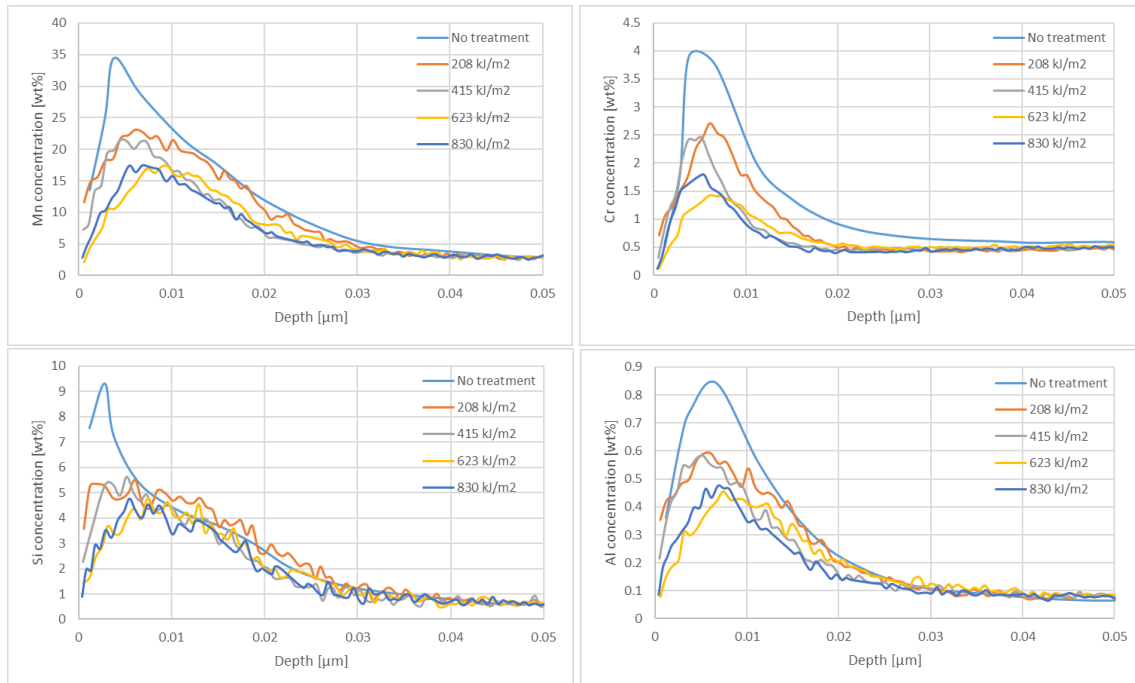 Mn concentration [wt%]
40
35
30
25
20
15
10
5
0
0 0.01 0.02 0.03 0.04 0.05
Depth [µm]
No treatment
208 kJ/m2
415 kJ/m2
623 kJ/m2
830 kJ/m2
Cr concentration [wt%]
4.5
4
3.5
3
2.5
2
1.5
1
0.5
0
0 0.01 0.02 0.03 0.04 0.05
Depth [µm]
No treatment
208 kJ/m2
415 kJ/m2
623 kJ/m2
830 kJ/m2
Si concentration [wt%]
10
9
8
7
6
5
4
3
2
1
0
0 0.01 0.02 0.03 0.04 0.05
Depth [µm]
No treatment
208 kJ/m2
415 kJ/m2
623 kJ/m2
830 kJ/m2
Al concentration [wt%]
0.9
0.8
0.7
0.6
0.5
0.4
0.3
0.2
0.1
0
0 0.01 0.02 0.03 0.04 0.05
Depth [µm]
No treatment
208 kJ/m2
415 kJ/m2
623 kJ/m2
830 kJ/m2